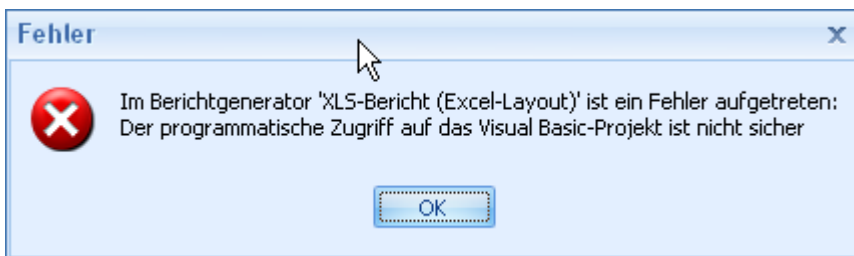 Fehler
Im Berichtgenerator 'XLS-Bericht (Excel-Layout)' ist ein Fehler aufgetreten:
Der programmatische Zugriff auf das Visual Basic-Projekt ist nicht sicher
OK